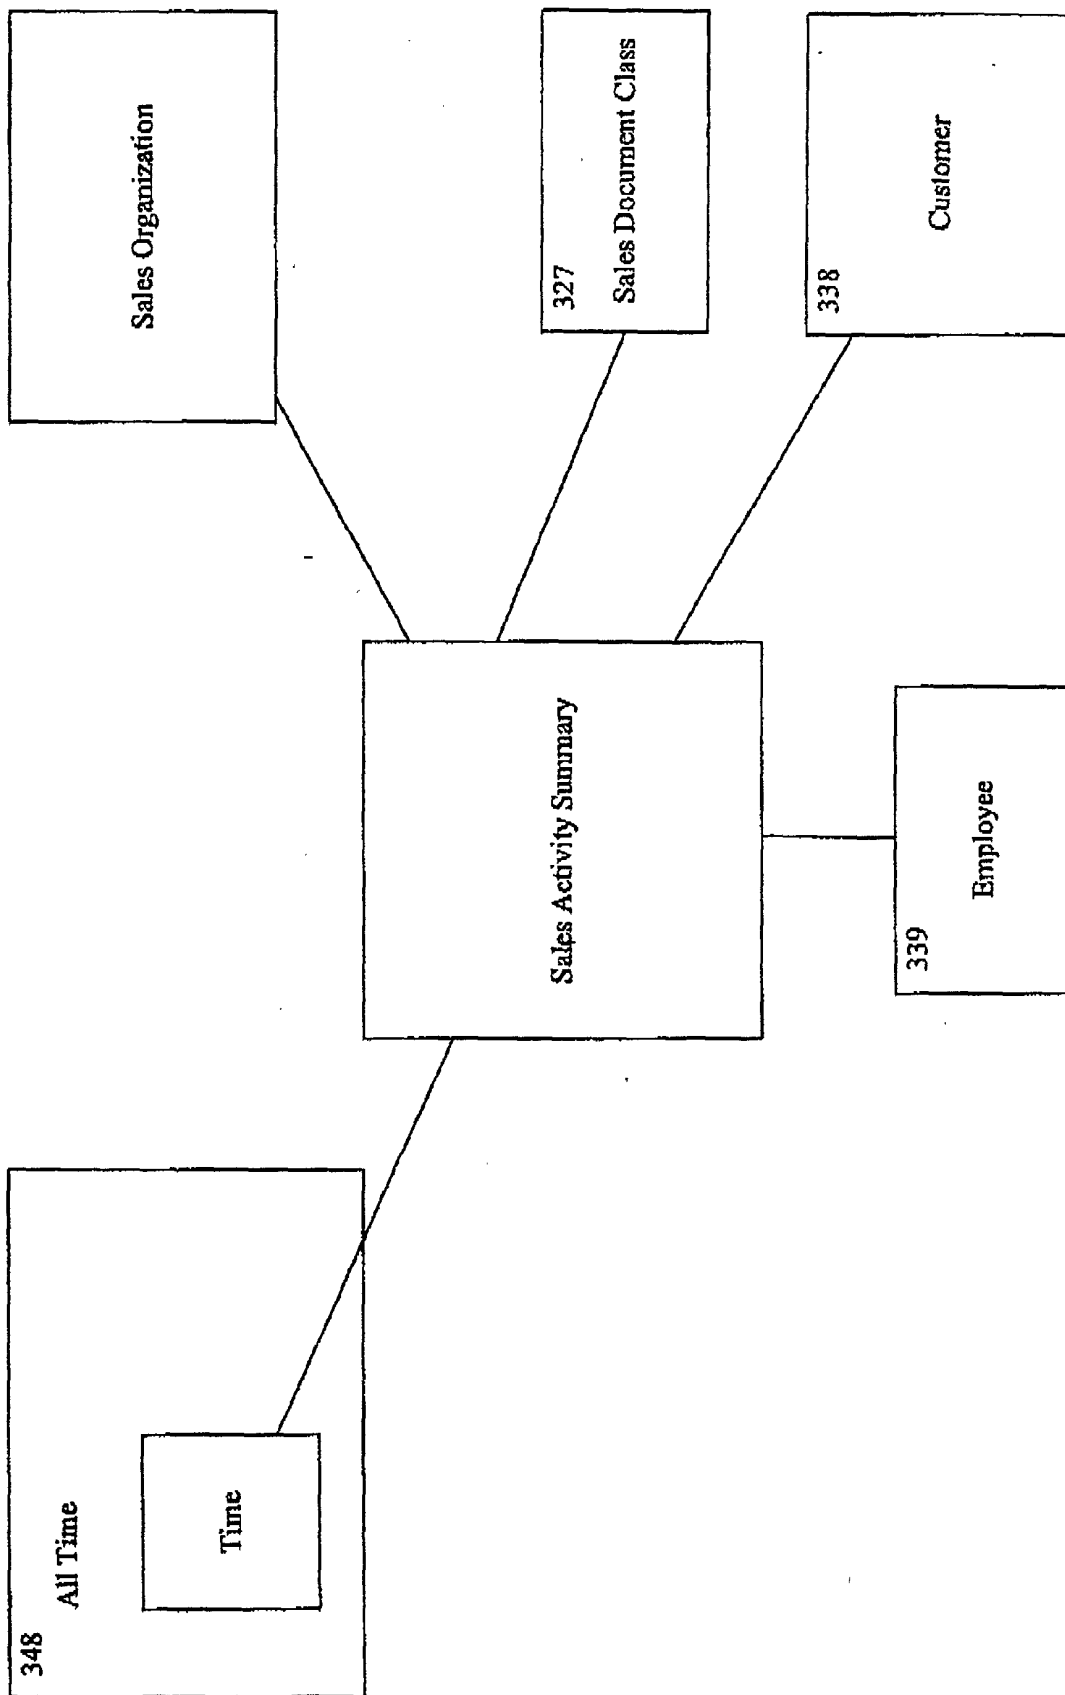 348
All Time
Time
Sales Organization
Sales Activity Summary
327
Sales Document Class
339
Employee
338
Customer